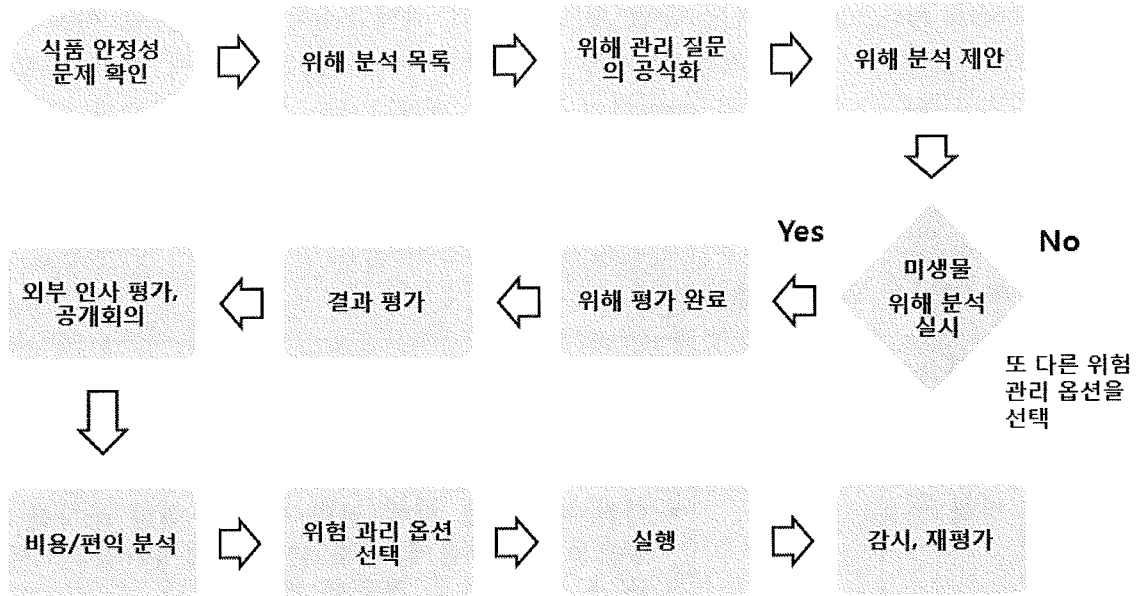 식품 안정성
문제 확인
위해 분석 목록
위해 관리 질문
의 공식화
위해 분석 제안
Yes
No
미생물
위해 분석
실시
또 다른 위험
관리 옵션을
선택
위해 평가 완료
결과 평가
외부 인사 평가,
공개회의
비용/편익 분석
위험 과리 옵션
선택
실행
감시, 재평가